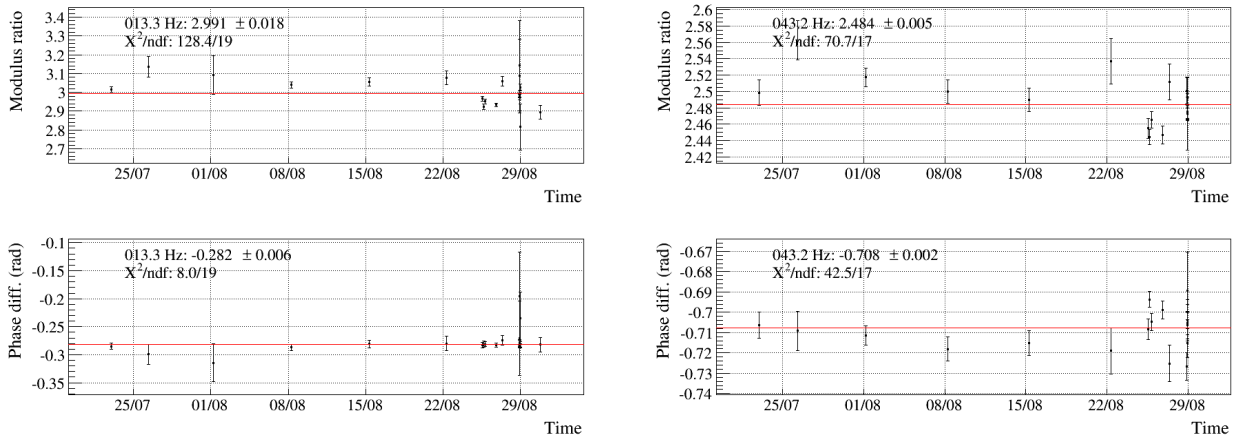 Modulus ratio
013.3 Hz: 2.991 ± 0.018
X²/ndf: 128.4/19
3.4
3.3
3.2
3.1
3
2.9
2.8
2.7
25/07 01/08 08/08 15/08 22/08 29/08
Time
Modulus ratio
043.2 Hz: 2.484 ± 0.005
X²/ndf: 70.7/17
2.6
2.58
2.56
2.54
2.52
2.5
2.48
2.46
2.44
2.42
25/07 01/08 08/08 15/08 22/08 29/08
Time
Phase diff. (rad)
013.3 Hz: -0.282 ± 0.006
X²/ndf: 8.0/19
-0.1
-0.15
-0.2
-0.25
-0.3
-0.35
25/07 01/08 08/08 15/08 22/08 29/08
Time
Phase diff. (rad)
043.2 Hz: -0.708 ± 0.002
X²/ndf: 42.5/17
-0.67
-0.68
-0.69
-0.7
-0.71
-0.72
-0.73
-0.74
25/07 01/08 08/08 15/08 22/08 29/08
Time